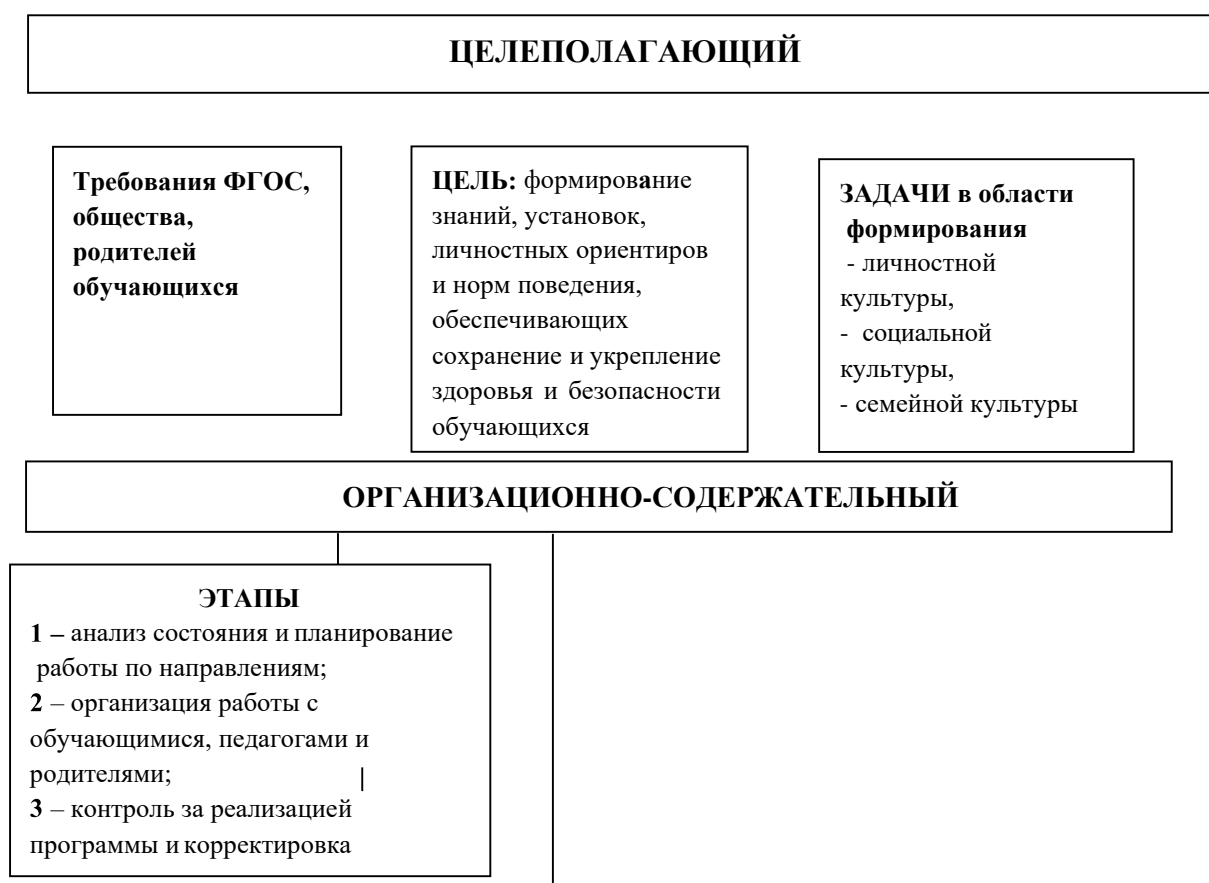 ЦЕЛЕПОЛАГАЮЩИЙ
Требования ФГОС,
общества,
родителей
обучающихся
ЦЕЛЬ: формирование
знаний, установок,
личностных ориентиров
и норм поведения,
обеспечивающих
сохранение и укрепление
здоровья и безопасности
обучающихся
ЗАДАЧИ в области
формирования
- личностной
культуры,
- социальной
культуры,
- семейной культуры
ОРГАНИЗАЦИОННО-СОДЕРЖАТЕЛЬНЫЙ
ЭТАПЫ
1 – анализ состояния и планирование
работы по направлениям;
2 – организация работы с
обучающимися, педагогами и
родителями;
3 – контроль за реализацией
программы и корректировка